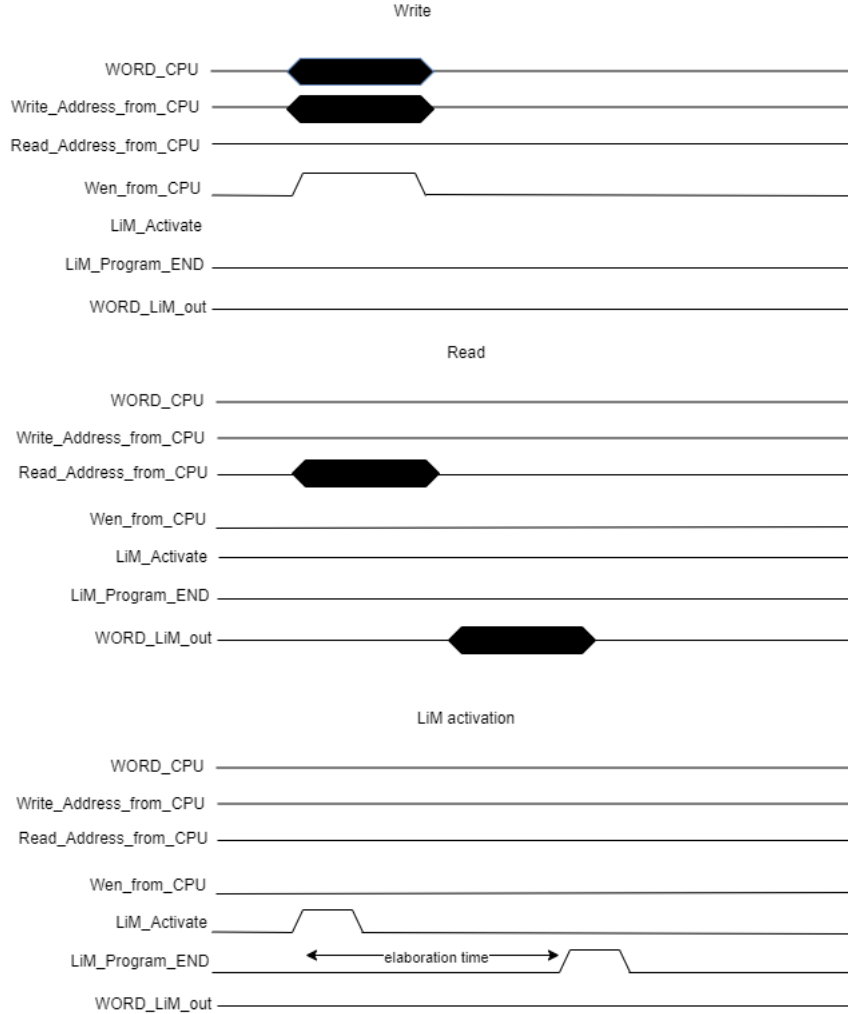 Write
WORD_CPU
Write_Address_from_CPU
Read_Address_from_CPU
Wen_from_CPU
LiM_Activate
LiM_Program_END
WORD_LiM_out
Read
WORD_CPU
Write_Address_from_CPU
Read_Address_from_CPU
Wen_from_CPU
LiM_Activate
LiM_Program_END
WORD_LiM_out
LiM activation
WORD_CPU
Write_Address_from_CPU
Read_Address_from_CPU
Wen_from_CPU
LiM_Activate
LiM_Program_END elaboration time
WORD_LiM_out